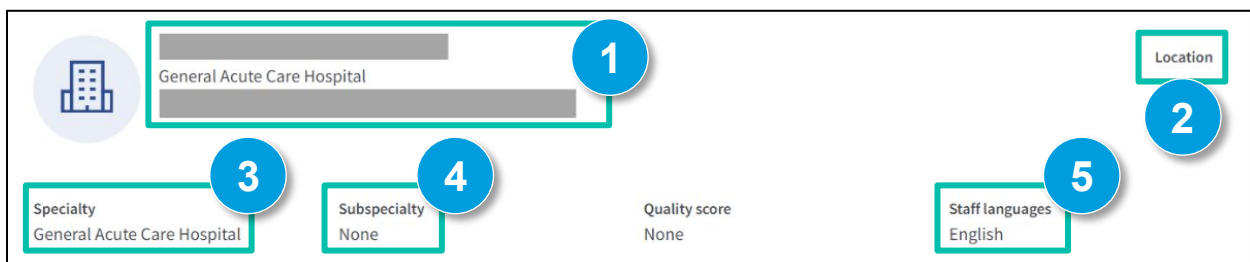 1
General Acute Care Hospital
Location
2
3
4
5
Specialty
General Acute Care Hospital
Subspecialty
None
Quality score
None
Staff languages
English